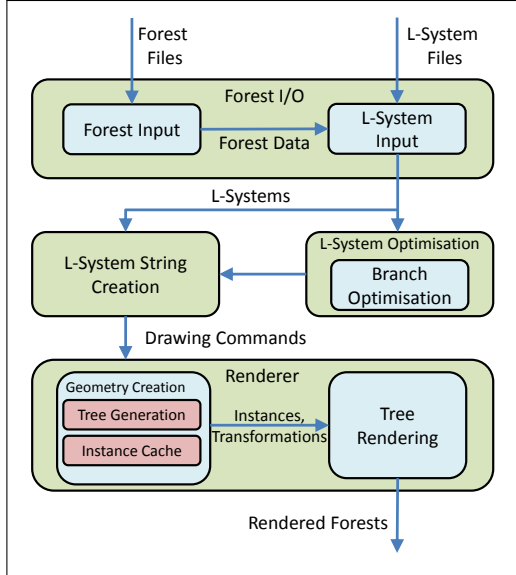 Forest
Files
L-System
Files
Forest I/O
Forest Input
Forest Data
L-System
Input
L-Systems
L-System String
Creation
L-System Optimisation
Branch
Optimisation
Drawing Commands
Renderer
Geometry Creation
Tree Generation
Instance Cache
Instances,
Transformations
Tree
Rendering
Rendered Forests